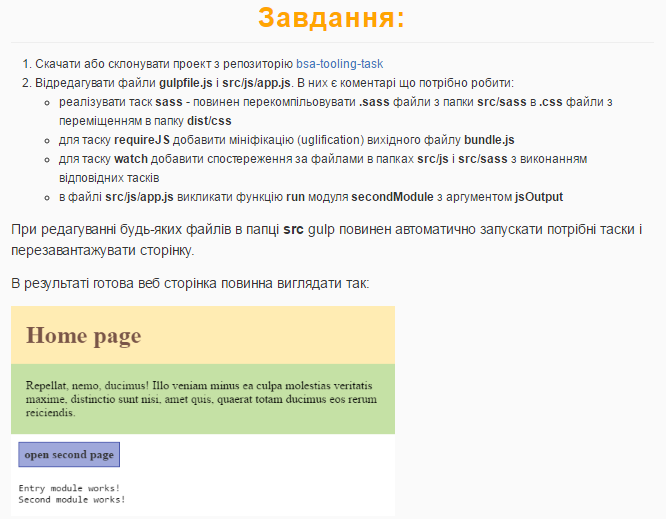 Завдання:
1. Скачати або склонувати проект з репозиторію bsa-tooling-task
2. Відредагувати файли gulpfile.js і src/js/app.js. В них є коментарі що потрібно робити:
реалізувати таск sass - повинен перекомпільовувати .sass файли з папки src/sass в .css файли з
переміщенням в папку dist/css
для таску requireJS добавити мініфікацію (uglification) вихідного файлу bundle.js
для таску watch добавити спостереження за файлами в папках src/js і src/sass з виконанням
відповідних тасків
в файлі src/js/app.js викликати функцію run модуля secondModule з аргументом jsOutput
При редагуванні будь-яких файлів в папці src gulp повинен автоматично запускати потрібні таски і
перезавантажувати сторінку.
В результаті готова веб сторінка повинна виглядати так:
Home page
Repellat, nemo, ducimus! Illo veniam minus ea culpa molestias veritatis
maxime, distinctio sunt nisi, amet quis, quaerat totam ducimus eos rerum
reiciendis.
open second page
Entry module works!
Second module works!